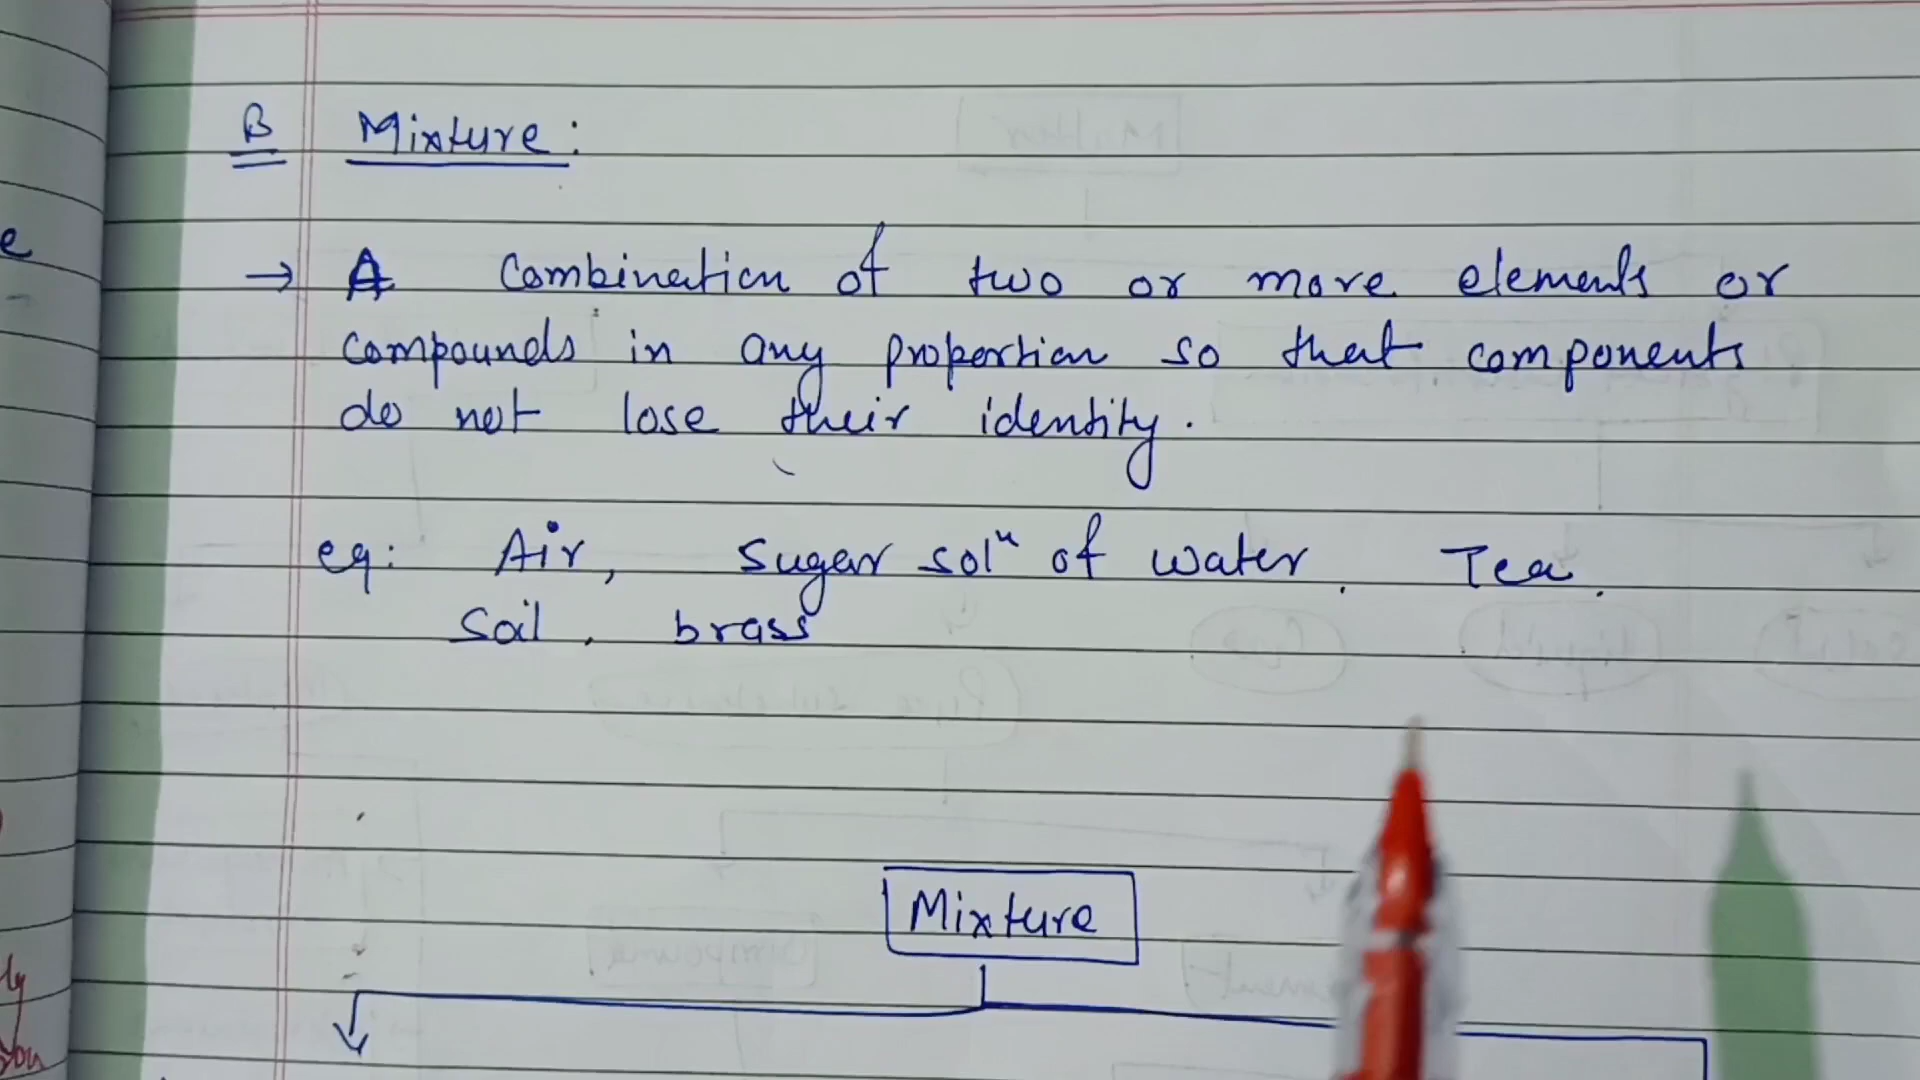 B Mixture:
→ A Combination of two or more elements or
compounds in any proportion so that components
do not lose their identity.
eg: Air, Sugar solⁿ of water, Tea,
Soil, brass
Mixture